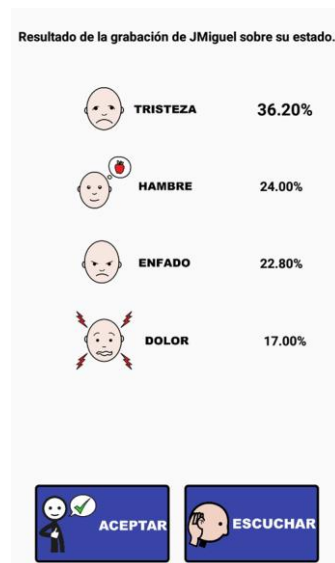 Resultado de la grabación de JMiguel sobre su estado.
TRISTEZA 36.20%
HAMBRE 24.00%
ENFADO 22.80%
DOLOR 17.00%
ACEPTAR ESCUCHAR